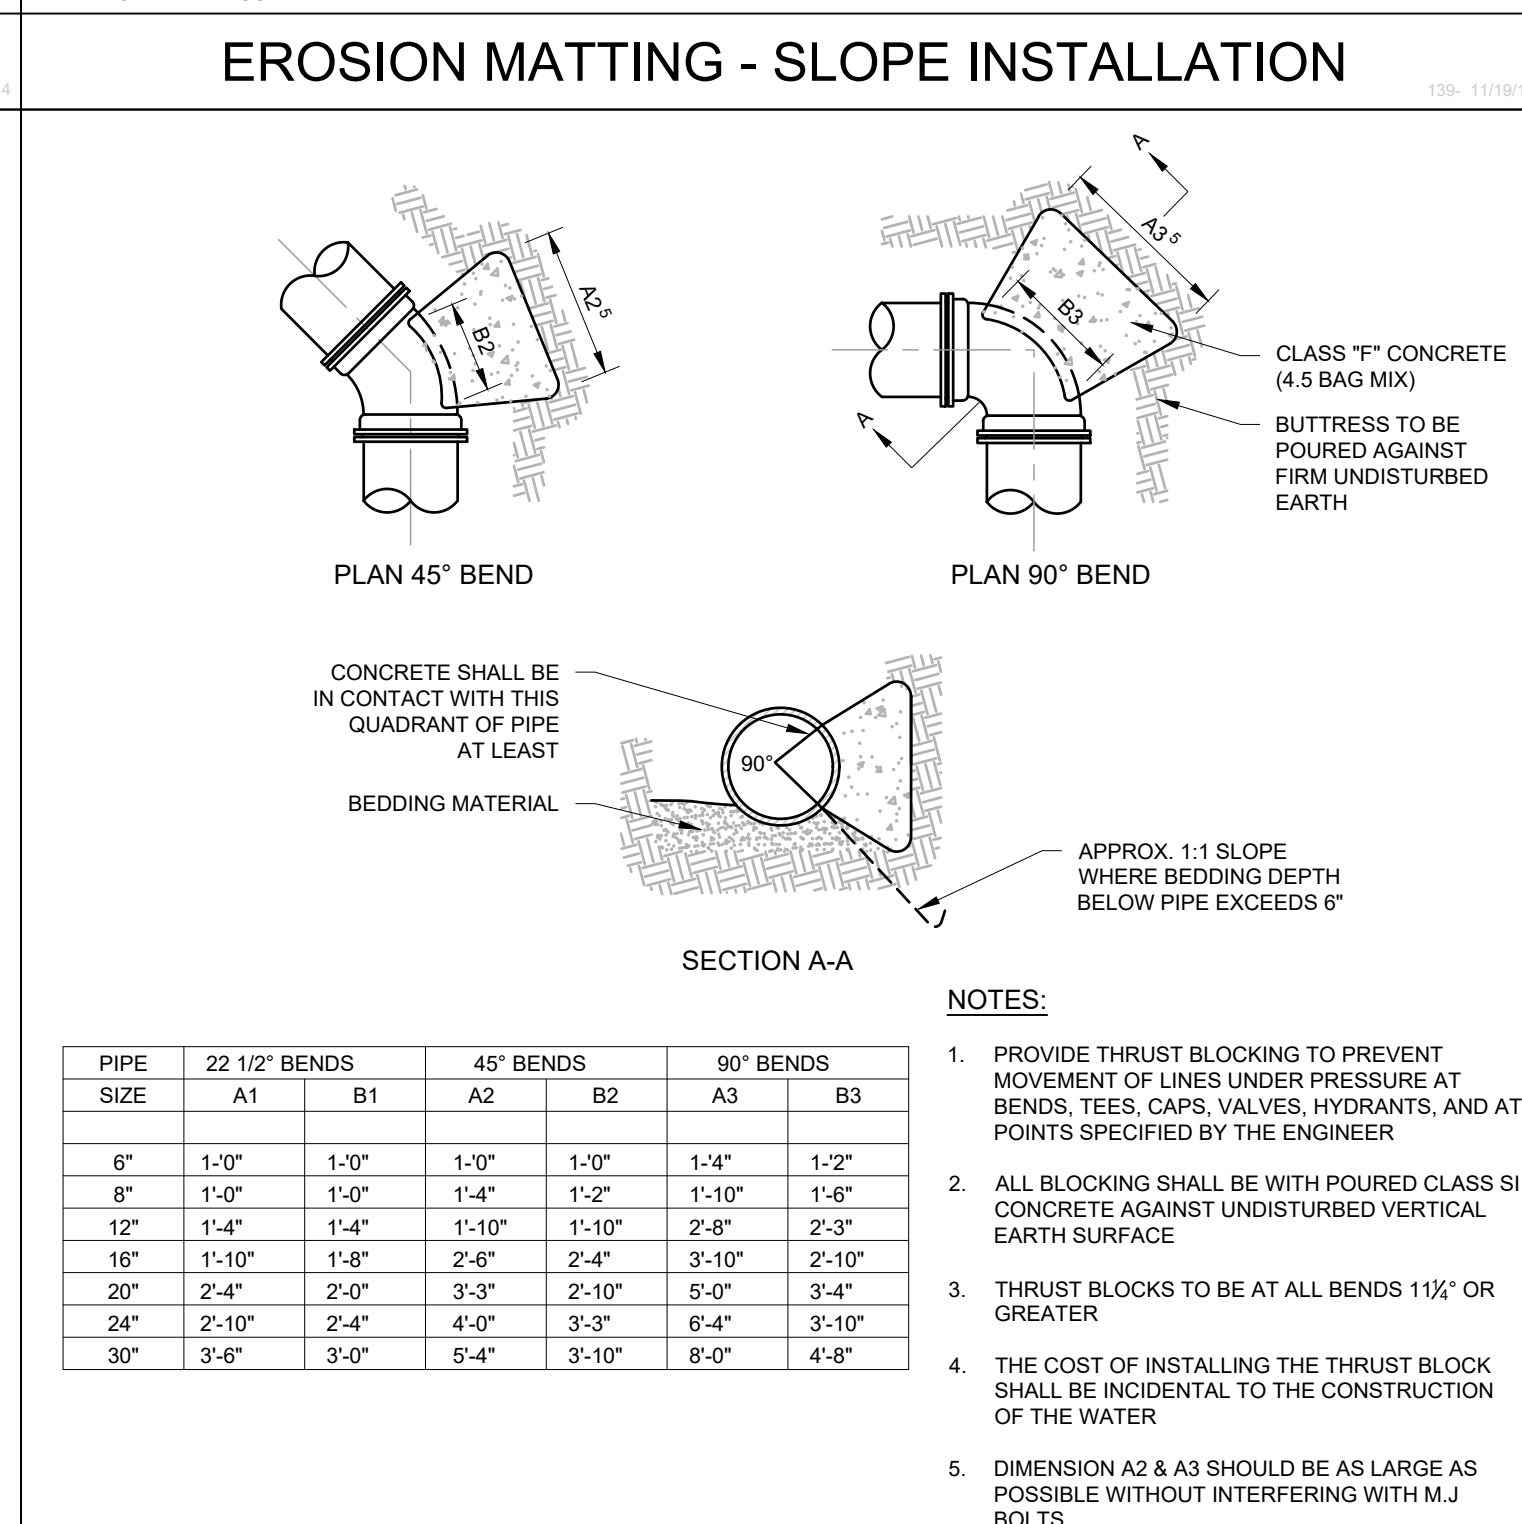 EROSION MATTING - SLOPE INSTALLATION
4
139- 11/19/1
A2⁵
B2
PLAN 45° BEND
A
A3⁵
B3
A
CLASS "F" CONCRETE
(4.5 BAG MIX)
BUTTRESS TO BE
POURED AGAINST
FIRM UNDISTURBED
EARTH
PLAN 90° BEND
CONCRETE SHALL BE
IN CONTACT WITH THIS
QUADRANT OF PIPE
AT LEAST
90°
BEDDING MATERIAL
APPROX. 1:1 SLOPE
WHERE BEDDING DEPTH
BELOW PIPE EXCEEDS 6"
SECTION A-A
PIPE 22 1/2° BENDS 45° BENDS 90° BENDS
SIZE A1 B1 A2 B2 A3 B3
6" 1-'0" 1-'0" 1-'0" 1-'0" 1-'4" 1-'2"
8" 1'-0" 1'-0" 1'-4" 1'-2" 1'-10" 1'-6"
12" 1'-4" 1'-4" 1'-10" 1'-10" 2'-8" 2'-3"
16" 1'-10" 1'-8" 2'-6" 2'-4" 3'-10" 2'-10"
20" 2'-4" 2'-0" 3'-3" 2'-10" 5'-0" 3'-4"
24" 2'-10" 2'-4" 4'-0" 3'-3" 6'-4" 3'-10"
30" 3'-6" 3'-0" 5'-4" 3'-10" 8'-0" 4'-8"
NOTES:
1. PROVIDE THRUST BLOCKING TO PREVENT
MOVEMENT OF LINES UNDER PRESSURE AT
BENDS, TEES, CAPS, VALVES, HYDRANTS, AND AT
POINTS SPECIFIED BY THE ENGINEER
2. ALL BLOCKING SHALL BE WITH POURED CLASS SI
CONCRETE AGAINST UNDISTURBED VERTICAL
EARTH SURFACE
3. THRUST BLOCKS TO BE AT ALL BENDS 11¼° OR
GREATER
4. THE COST OF INSTALLING THE THRUST BLOCK
SHALL BE INCIDENTAL TO THE CONSTRUCTION
OF THE WATER
5. DIMENSION A2 & A3 SHOULD BE AS LARGE AS
POSSIBLE WITHOUT INTERFERING WITH M.J
BOLTS